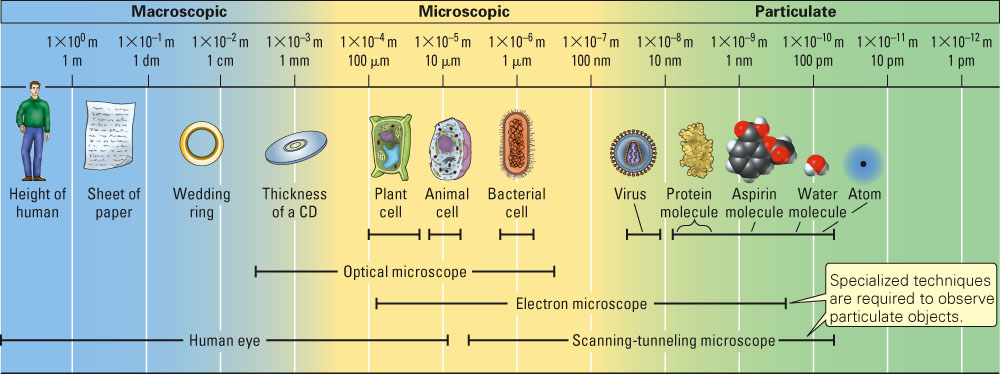 Macroscopic Microscopic Particulate
1×10⁰ m 1×10⁻¹ m 1×10⁻² m 1×10⁻³ m 1×10⁻⁴ m 1×10⁻⁵ m 1×10⁻⁶ m 1×10⁻⁷ m 1×10⁻⁸ m 1×10⁻⁹ m 1×10⁻¹⁰ m 1×10⁻¹¹ m 1×10⁻¹² m
1 m 1 dm 1 cm 1 mm 100 μm 10 μm 1 μm 100 nm 10 nm 1 nm 100 pm 10 pm 1 pm
Height of
human
Sheet of
paper
Wedding
ring
Thickness
of a CD
Plant
cell
Animal
cell
Bacterial
cell
Virus
Protein
molecule
Aspirin
molecule
Water
molecule
Atom
Optical microscope
Electron microscope
Human eye
Scanning-tunneling microscope
Specialized techniques
are required to observe
particulate objects.